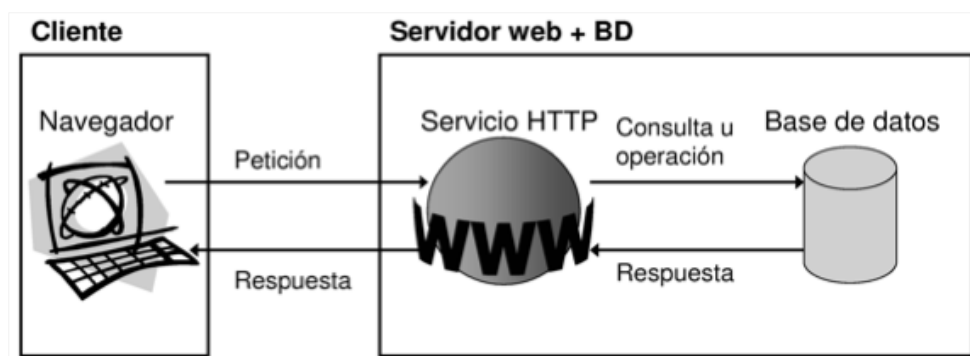 Cliente
Servidor web + BD
Navegador
Servicio HTTP
Consulta u
operación
Base de datos
Petición
WWW
Respuesta
Respuesta